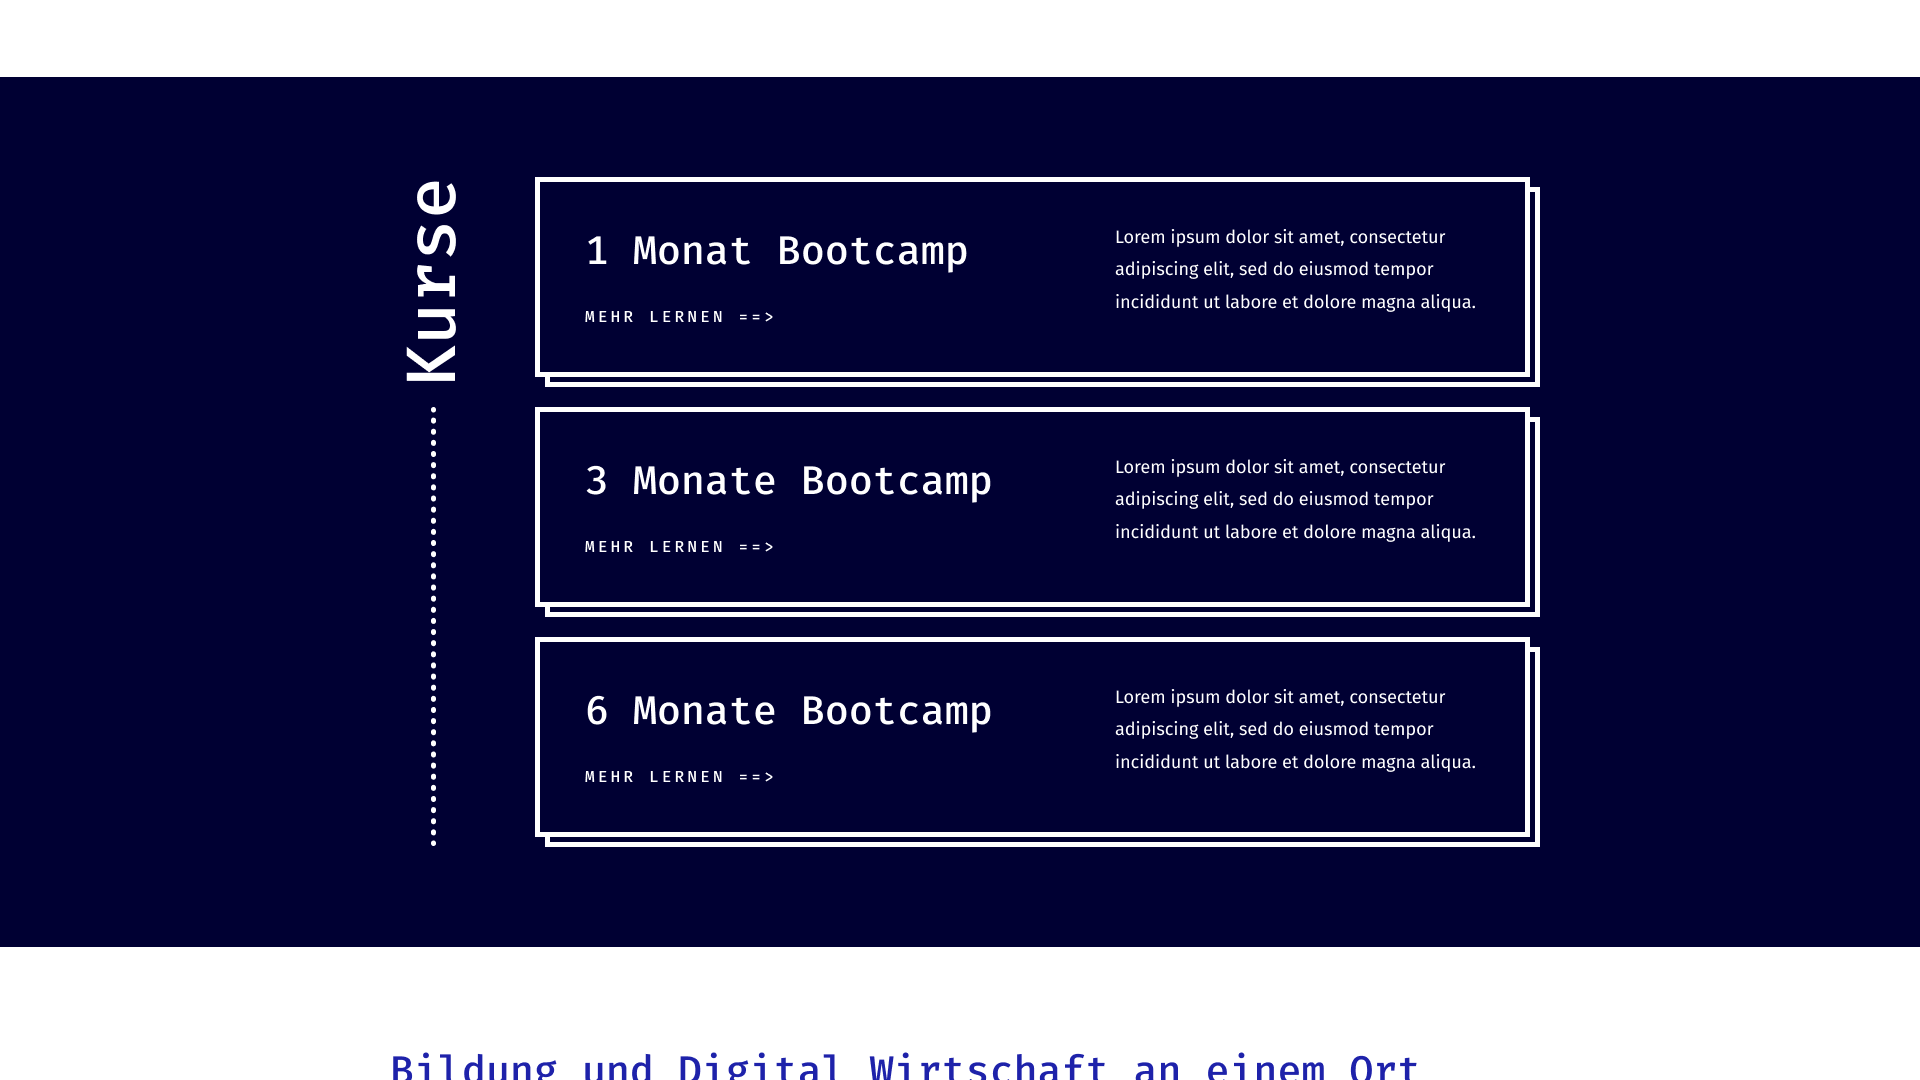 Kurse
1 Monat Bootcamp
MEHR LERNEN ==>
Lorem ipsum dolor sit amet, consectetur
adipiscing elit, sed do eiusmod tempor
incididunt ut labore et dolore magna aliqua.
3 Monate Bootcamp
MEHR LERNEN ==>
Lorem ipsum dolor sit amet, consectetur
adipiscing elit, sed do eiusmod tempor
incididunt ut labore et dolore magna aliqua.
6 Monate Bootcamp
MEHR LERNEN ==>
Lorem ipsum dolor sit amet, consectetur
adipiscing elit, sed do eiusmod tempor
incididunt ut labore et dolore magna aliqua.
Bildung und Digital Wirtschaft an einem Ort